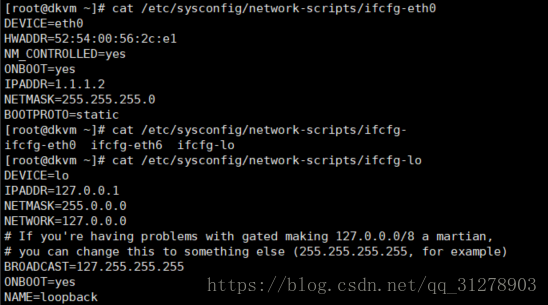 [root@dkvm ~]# cat /etc/sysconfig/network-scripts/ifcfg-eth0
DEVICE=eth0
HWADDR=52:54:00:56:2c:e1
NM_CONTROLLED=yes
ONBOOT=yes
IPADDR=1.1.1.2
NETMASK=255.255.255.0
BOOTPROTO=static
[root@dkvm ~]# cat /etc/sysconfig/network-scripts/ifcfg-
ifcfg-eth0  ifcfg-eth6  ifcfg-lo
[root@dkvm ~]# cat /etc/sysconfig/network-scripts/ifcfg-lo
DEVICE=lo
IPADDR=127.0.0.1
NETMASK=255.0.0.0
NETWORK=127.0.0.0
# If you're having problems with gated making 127.0.0.0/8 a martian,
# you can change this to something else (255.255.255.255, for example)
BROADCAST=127.255.255.255
ONBOOT=yes
NAME=loopback
https://blog.csdn.net/qq_31278903